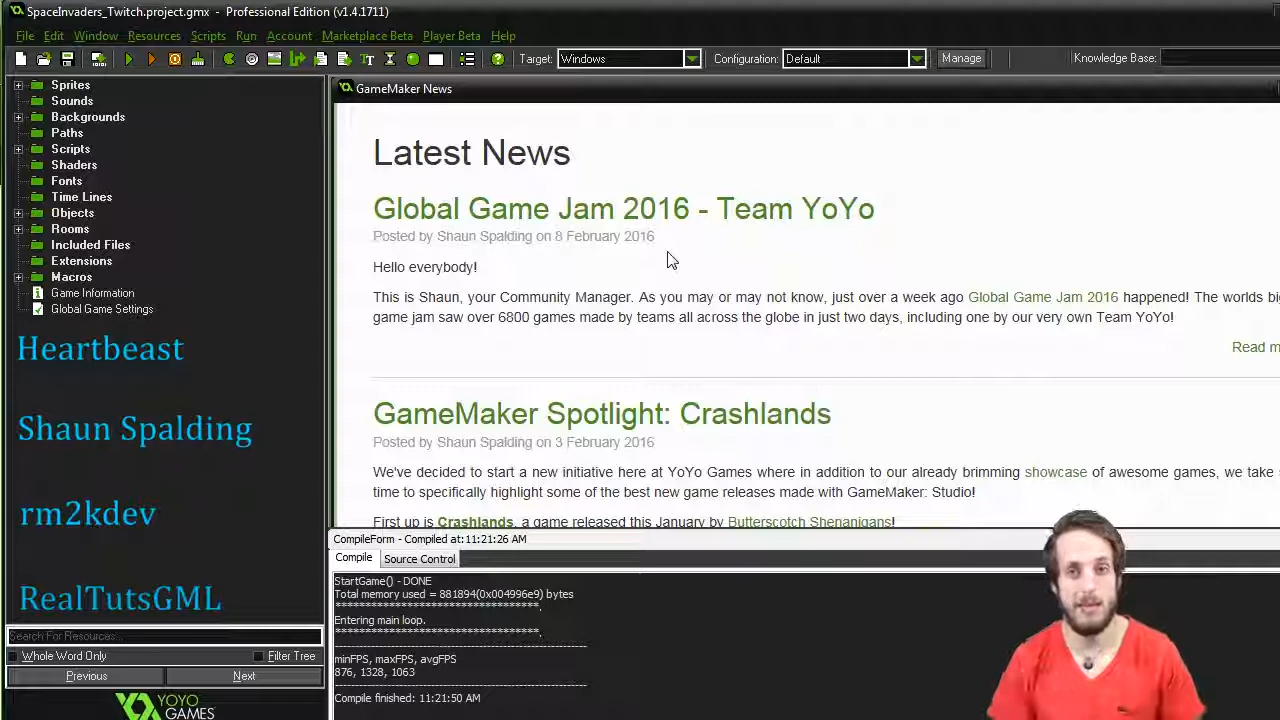 SpaceInvaders_Twitch.project.gmx - Professional Edition (v1.4.1711)
File Edit Window Resources Scripts Run Account Marketplace Beta Player Beta Help
Target: Windows Configuration: Default Manage Knowledge Base:
Sprites
Sounds
Backgrounds
Paths
Scripts
Shaders
Fonts
Time Lines
Objects
Rooms
Included Files
Extensions
Macros
Game Information
Global Game Settings
Heartbeast
Shaun Spalding
rm2kdev
RealTutsGML
Search For Resources...
Whole Word Only Filter Tree
Previous Next
YOYO
GAMES
GameMaker News
Latest News
Global Game Jam 2016 - Team YoYo
Posted by Shaun Spalding on 8 February 2016
Hello everybody!
This is Shaun, your Community Manager. As you may or may not know, just over a week ago Global Game Jam 2016 happened! The worlds bi
game jam saw over 6800 games made by teams all across the globe in just two days, including one by our very own Team YoYo!
Read m
GameMaker Spotlight: Crashlands
Posted by Shaun Spalding on 3 February 2016
We've decided to start a new initiative here at YoYo Games where in addition to our already brimming showcase of awesome games, we take
time to specifically highlight some of the best new game releases made with GameMaker: Studio!
First up is Crashlands, a game released this January by Butterscotch Shenanigans!
CompileForm - Compiled at:11:21:26 AM
Compile Source Control
StartGame() - DONE
Total memory used = 881894(0x004996e9) bytes
***************************************.
Entering main loop.
***************************************.
---------------------------------------------------------------
minFPS, maxFPS, avgFPS
876, 1328, 1063
---------------------------------------------------------------
Compile finished: 11:21:50 AM